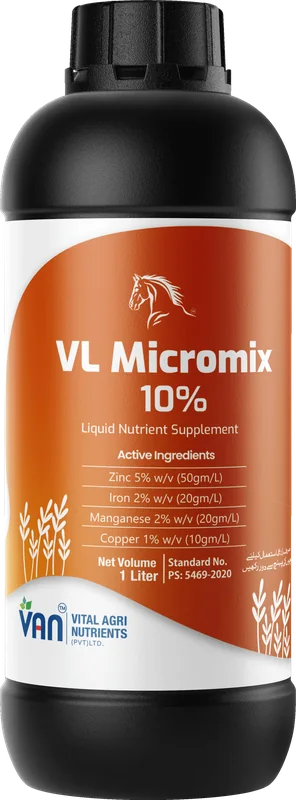 VL Micromix
10%
Liquid Nutrient Supplement
Active Ingredients
Zinc 5% w/v (50gm/L)
Iron 2% w/v (20gm/L)
Manganese 2% w/v (20gm/L)
Copper 1% w/v (10gm/L)
Net Volume
1 Liter
Standard No.
PS: 5469-2020
VAN TM
VITAL AGRI
NUTRIENTS
(PVT) LTD.